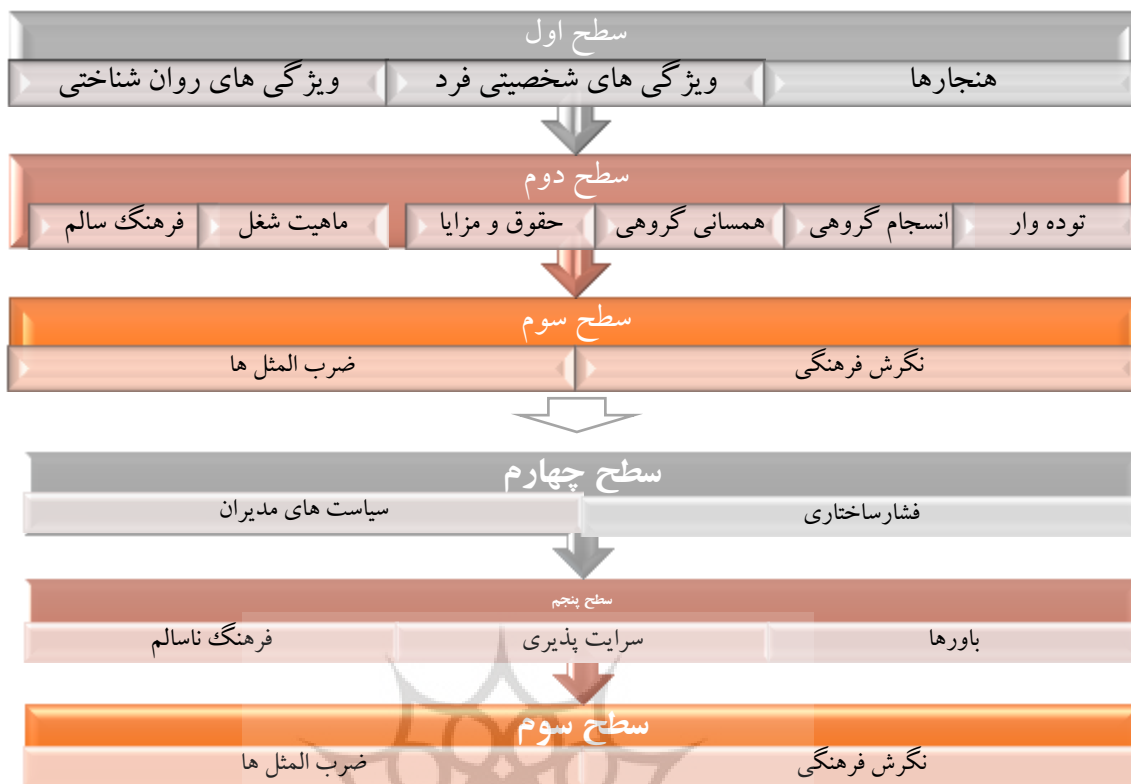 سطح اول
هنجارها ویژگی های شخصیتی فرد ویژگی های روان شناختی
سطح دوم
توده وار انسجام گروهی همسانی گروهی حقوق و مزایا ماهیت شغل فرهنگ سالم
سطح سوم
نگرش فرهنگی ضرب المثل ها
سطح چهارم
فشارساختاری سیاست های مدیران
سطح پنجم
باورها سرایت پذیری فرهنگ ناسالم
سطح سوم
نگرش فرهنگی ضرب المثل ها